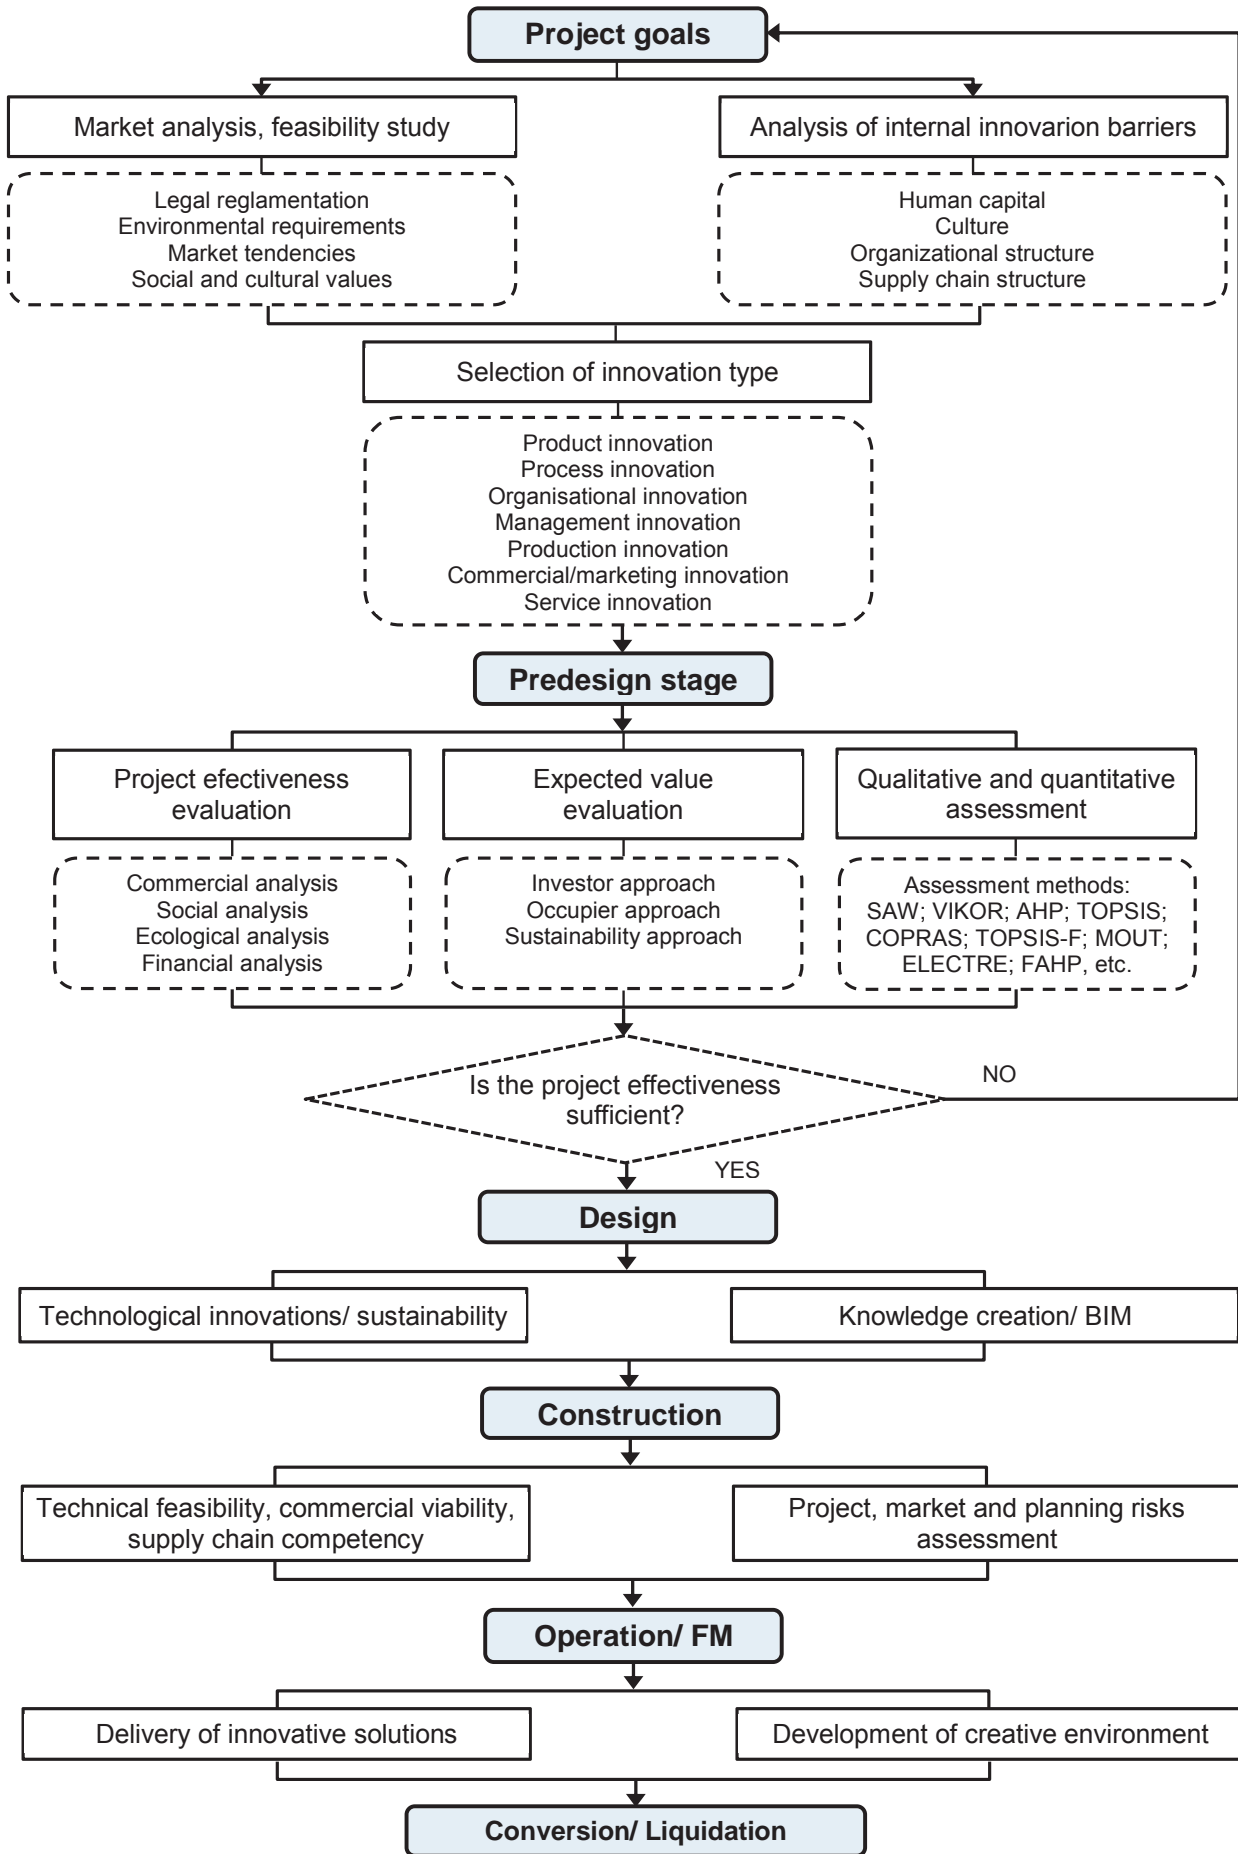 Project goals
Market analysis, feasibility study
Analysis of internal innovarion barriers
Legal reglamentation
Environmental requirements
Market tendencies
Social and cultural values
Human capital
Culture
Organizational structure
Supply chain structure
Selection of innovation type
Product innovation
Process innovation
Organisational innovation
Management innovation
Production innovation
Commercial/marketing innovation
Service innovation
Predesign stage
Project efectiveness
evaluation
Expected value
evaluation
Qualitative and quantitative
assessment
Commercial analysis
Social analysis
Ecological analysis
Financial analysis
Investor approach
Occupier approach
Sustainability approach
Assessment methods:
SAW; VIKOR; AHP; TOPSIS;
COPRAS; TOPSIS-F; MOUT;
ELECTRE; FAHP, etc.
Is the project effectiveness
sufficient?
NO
YES
Design
Technological innovations/ sustainability
Knowledge creation/ BIM
Construction
Technical feasibility, commercial viability,
supply chain competency
Project, market and planning risks
assessment
Operation/ FM
Delivery of innovative solutions
Development of creative environment
Conversion/ Liquidation